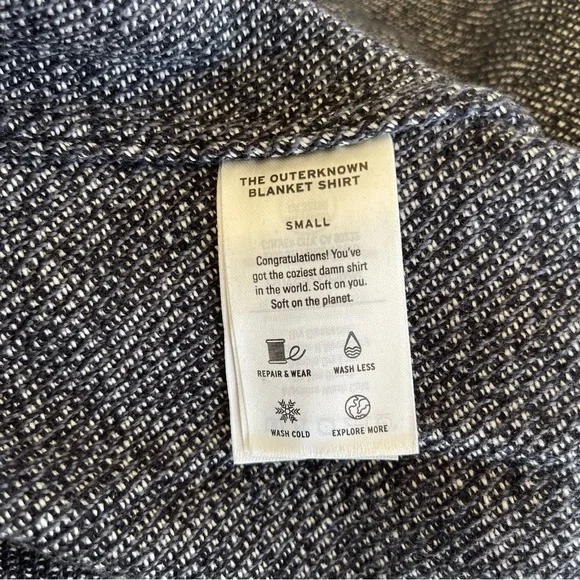 THE OUTERKNOWN
BLANKET SHIRT
SMALL
Congratulations! You've
got the coziest damn shirt
in the world. Soft on you.
Soft on the planet.
REPAIR & WEAR
WASH LESS
WASH COLD
EXPLORE MORE